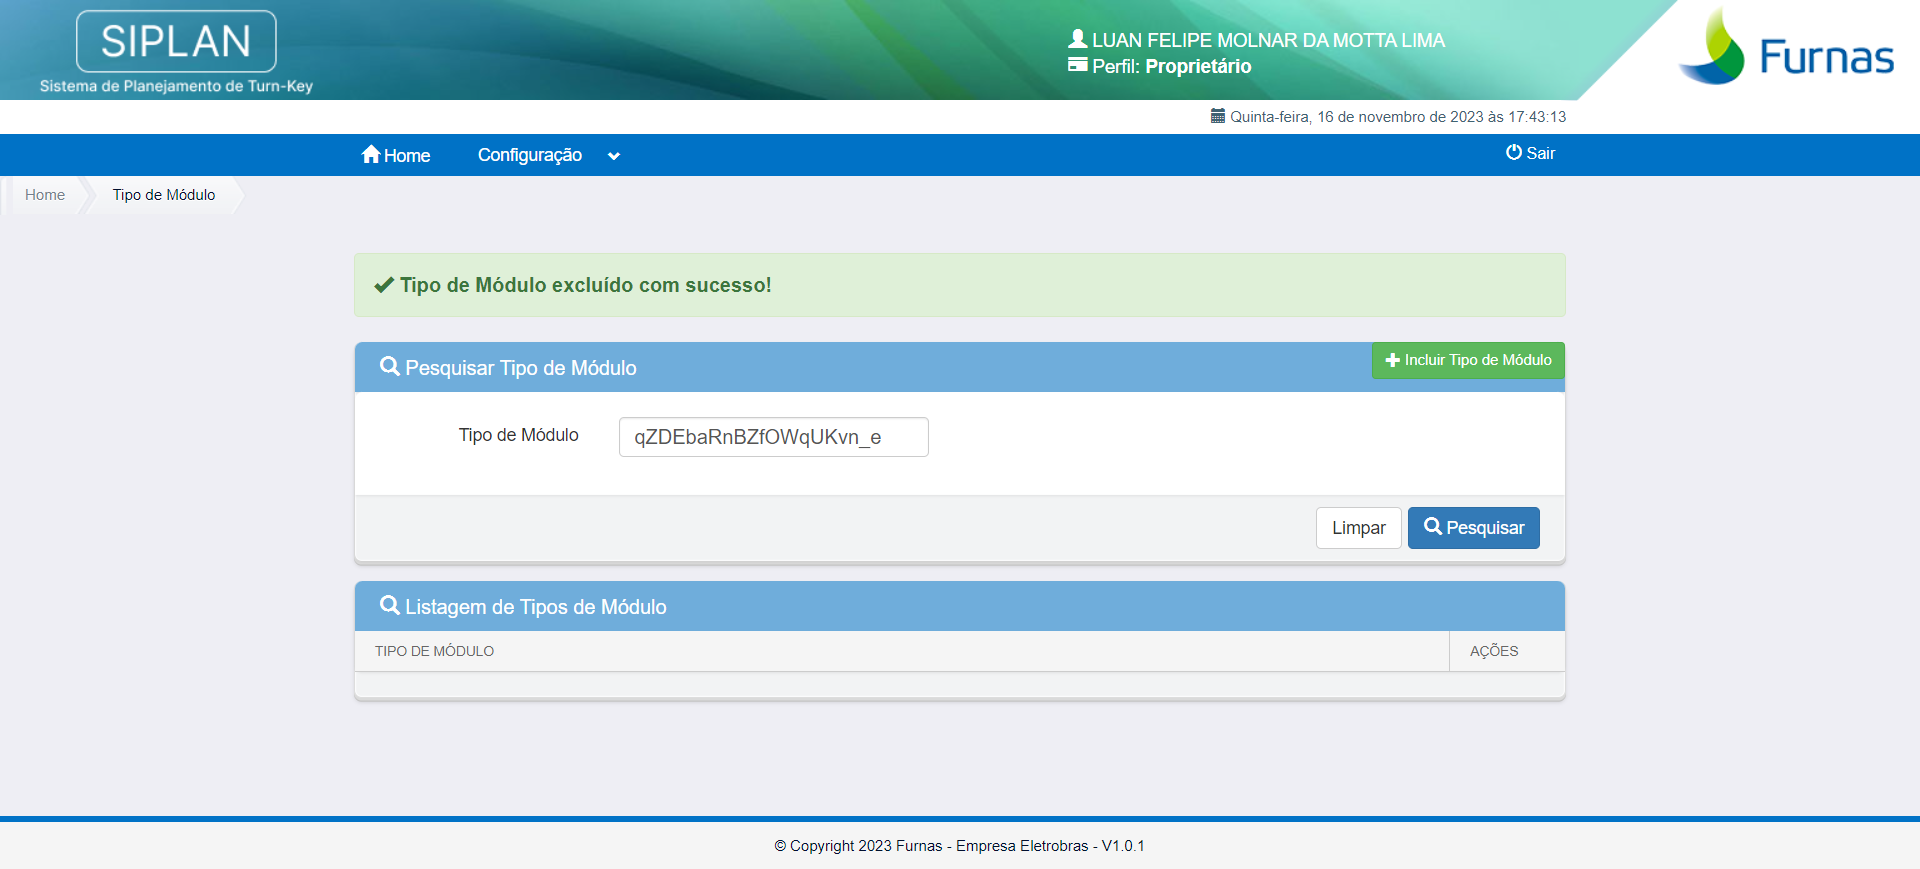 SIPLAN
Sistema de Planejamento de Turn-Key
LUAN FELIPE MOLNAR DA MOTTA LIMA
Perfil: Proprietário
Furnas
Quinta-feira, 16 de novembro de 2023 às 17:43:13
Home Configuração Sair
Home Tipo de Módulo
Tipo de Módulo excluído com sucesso!
Pesquisar Tipo de Módulo Incluir Tipo de Módulo
Tipo de Módulo qZDEbaRnBZfOWqUKvn_e
Limpar Pesquisar
Listagem de Tipos de Módulo
TIPO DE MÓDULO AÇÕES
© Copyright 2023 Furnas - Empresa Eletrobras - V1.0.1